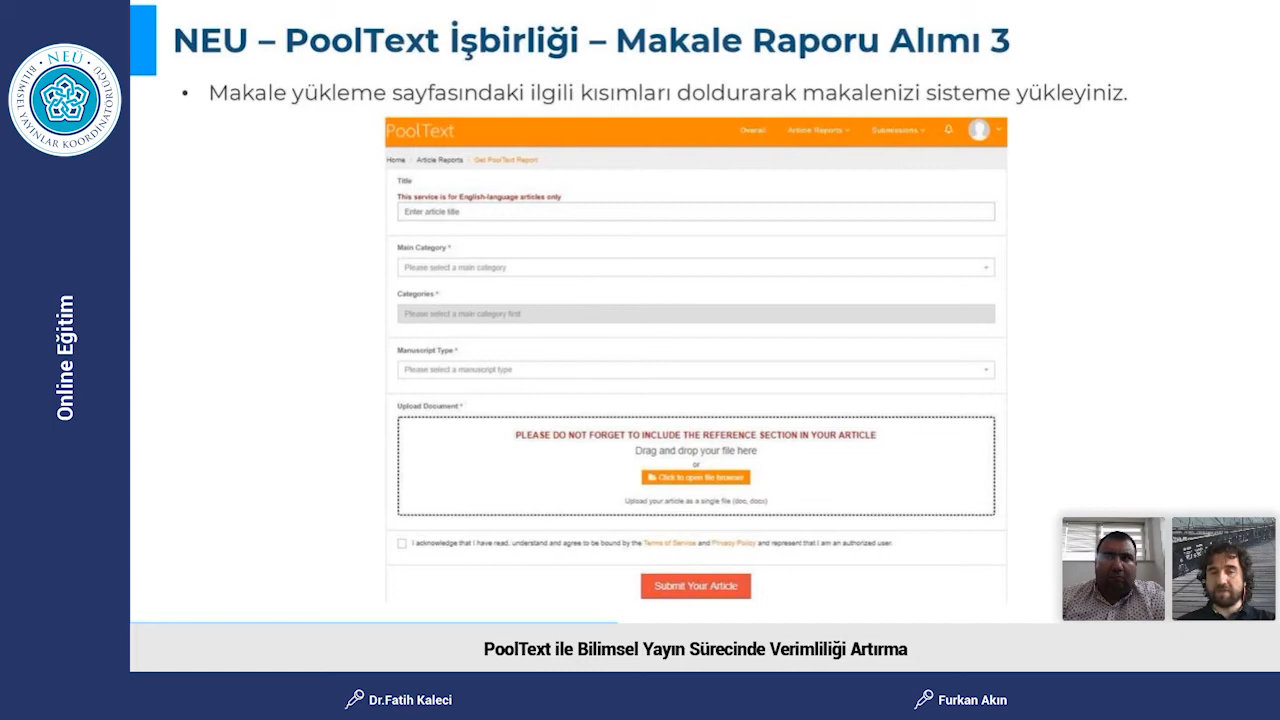 NEU – PoolText İşbirliği – Makale Raporu Alımı 3
• Makale yükleme sayfasındaki ilgili kısımları doldurarak makalenizi sisteme yükleyiniz.
NEÜ
BİLİMSEL YAYINLAR KOORDİNATÖRLÜĞÜ
Online Eğitim
PoolText
Overall
Article Reports
Submissions
Home / Article Reports / Get PoolText Report
Title
This service is for English-language articles only
Enter article title
Main Category *
Please select a main category
Categories *
Please select a main category first
Manuscript Type *
Please select a manuscript type
Upload Document *
PLEASE DO NOT FORGET TO INCLUDE THE REFERENCE SECTION IN YOUR ARTICLE
Drag and drop your file here
or
Click to open file browser
Upload your article as a single file (doc, docx)
I acknowledge that I have read, understand and agree to be bound by the Terms of Service and Privacy Policy and represent that I am an authorized user.
Submit Your Article
PoolText ile Bilimsel Yayın Sürecinde Verimliliği Artırma
Dr.Fatih Kaleci
Furkan Akın